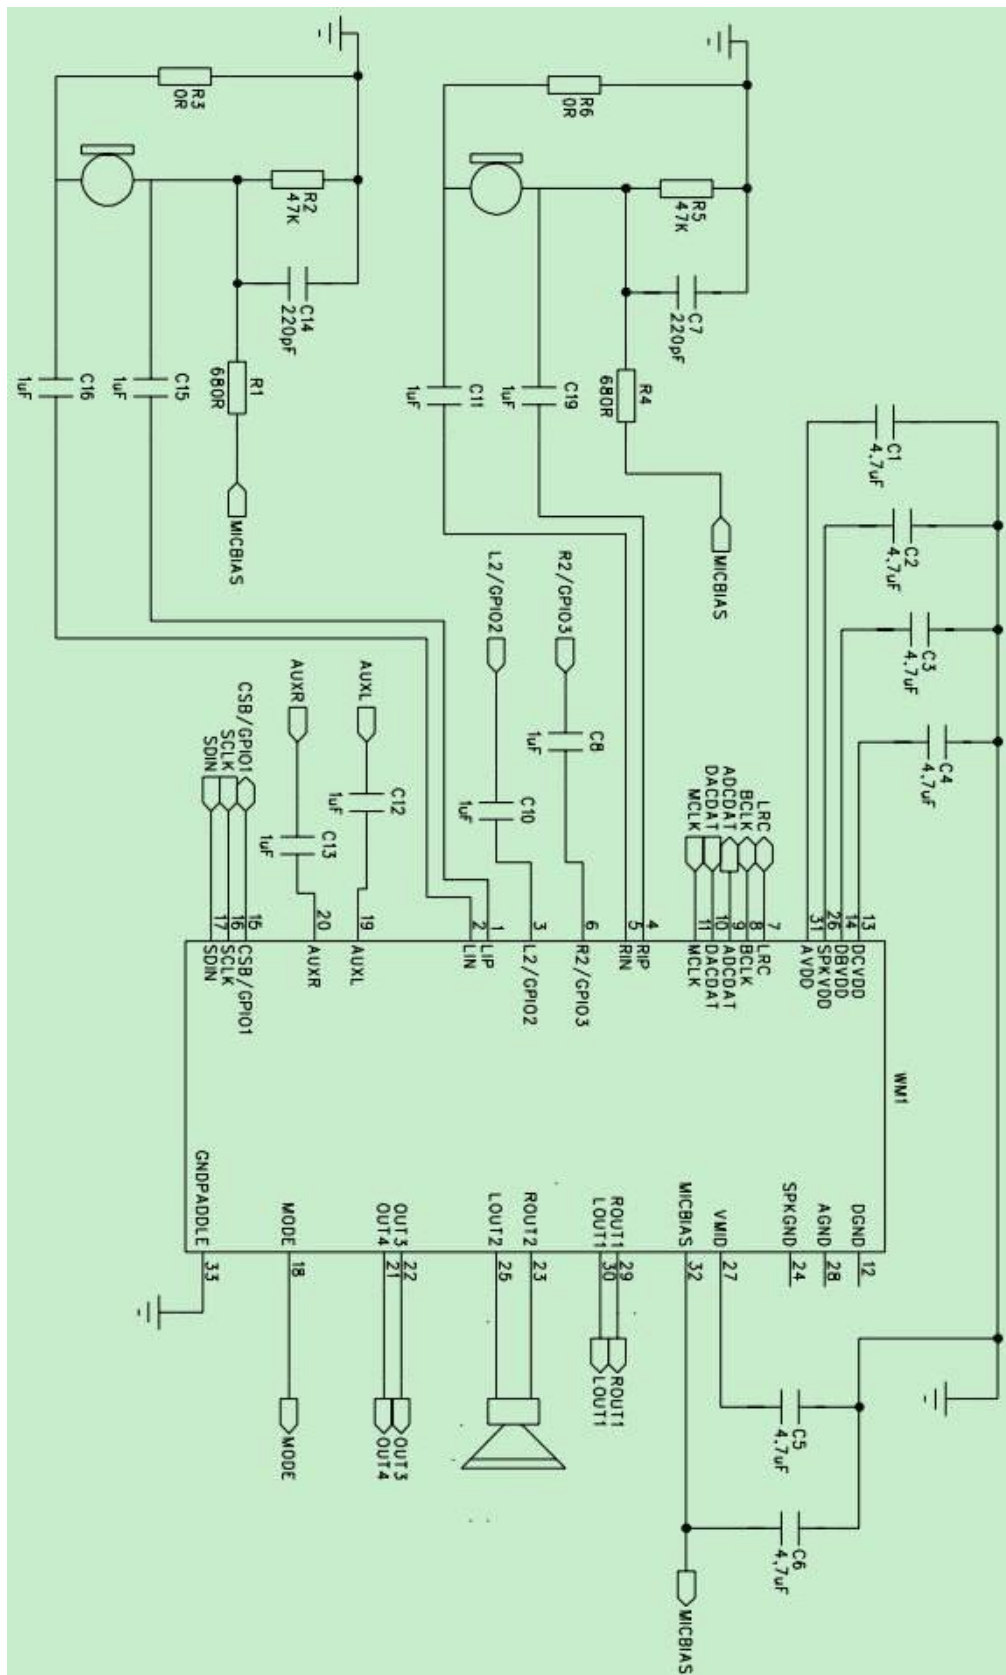 C1
4.7uF
C2
4.7uF
C3
4.7uF
C4
4.7uF
C5
4.7uF
C6
4.7uF
WM1
13
DCVDD
14
DBVDD
26
SPKVDD
31
AVDD
DGND
12
AGND
28
SPKGND
24
VMID
27
MICBIAS
32
MICBIAS
C7
220pF
R5
47K
R6
0R
R4
680R
MICBIAS
C19
1uF
C11
1uF
LRC
7
LRC
BCLK
8
BCLK
ADCDAT
9
ADCDAT
DACDAT
10
DACDAT
MCLK
11
MCLK
4
RIP
5
RIN
ROUT1
29
ROUT1
LOUT1
30
LOUT1
R2/GPIO3
C8
1uF
6
R2/GPIO3
L2/GPIO2
C10
1uF
3
L2/GPIO2
ROUT2
23
LOUT2
25
1
LIP
2
LIN
C14
220pF
R2
47K
R3
0R
R1
680R
MICBIAS
C15
1uF
C16
1uF
AUXL
C12
1uF
19
AUXL
AUXR
C13
1uF
20
AUXR
OUT3
22
OUT3
OUT4
21
OUT4
CSB/GPIO1
15
CSB/GPIO1
SCLK
16
SCLK
SDIN
17
SDIN
MODE
18
MODE
GNDPADDLE
33